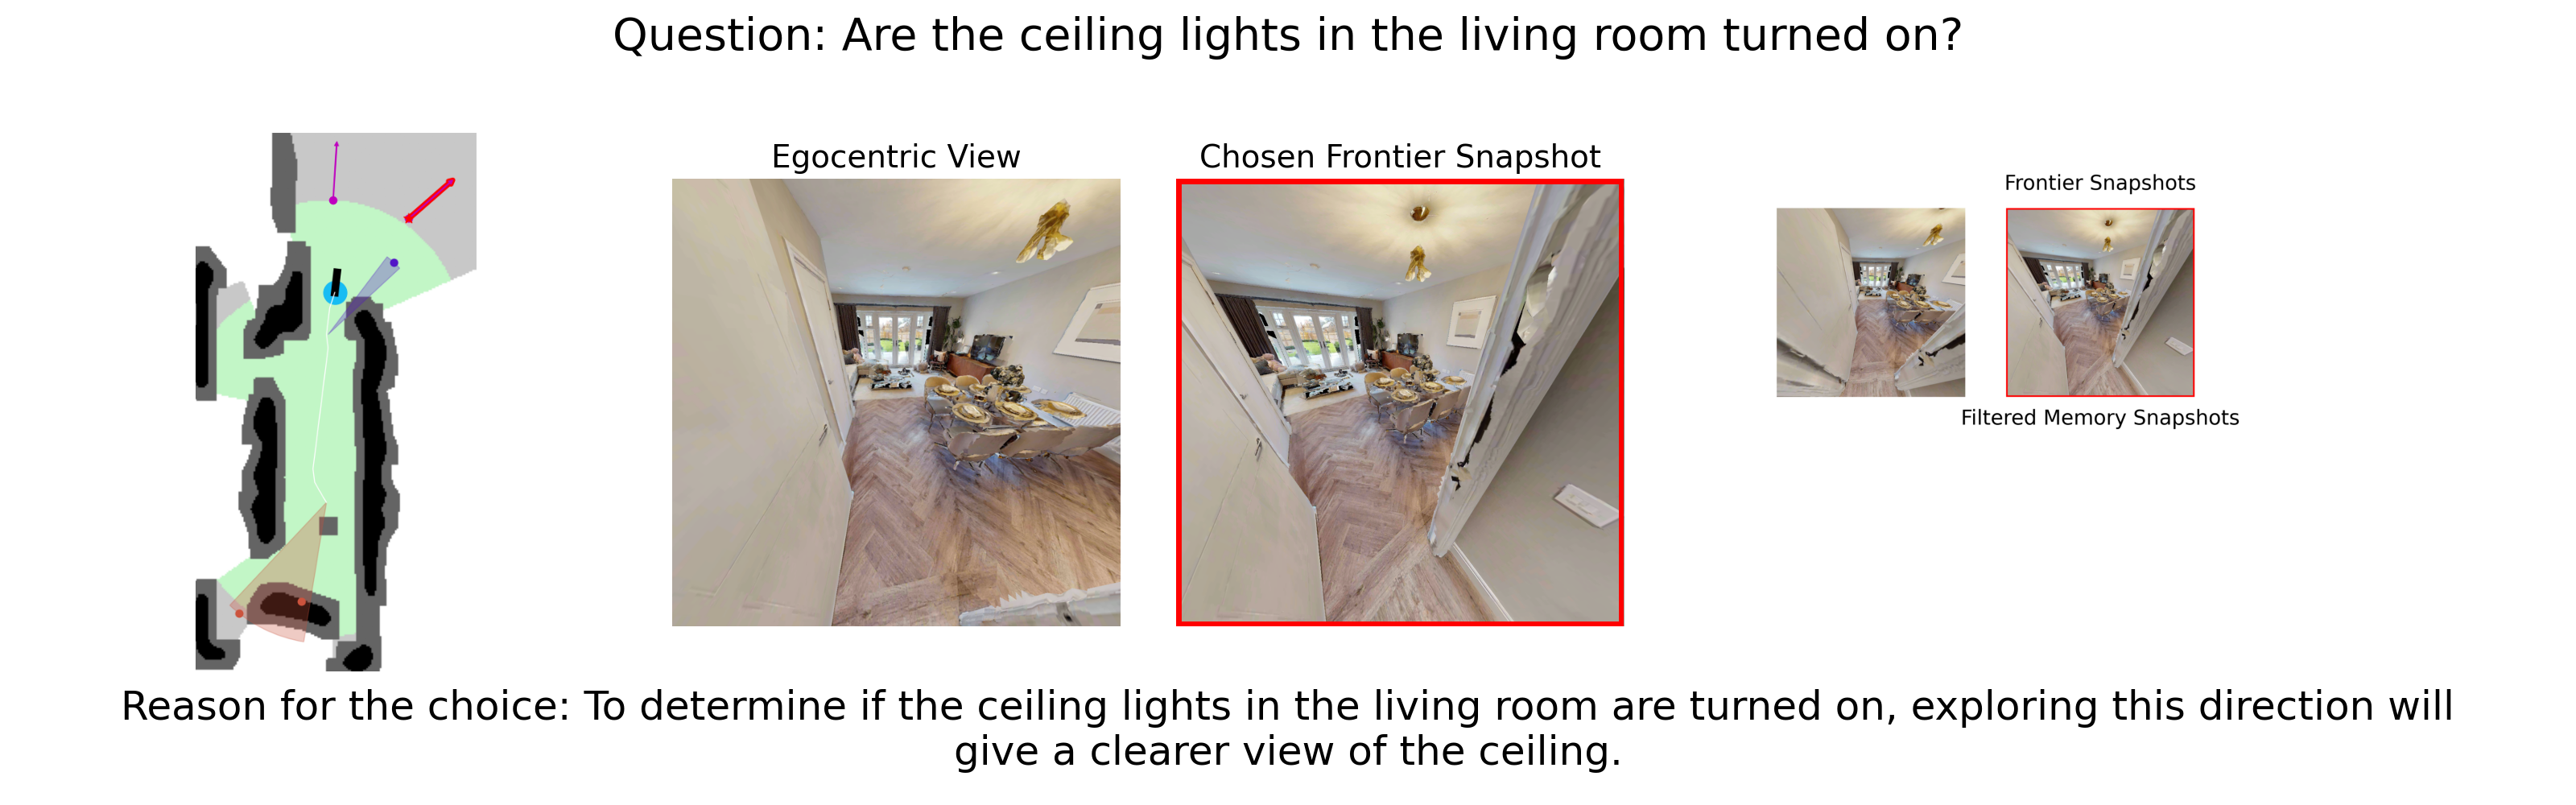 Question: Are the ceiling lights in the living room turned on?
Egocentric View
Chosen Frontier Snapshot
Frontier Snapshots
Filtered Memory Snapshots
Reason for the choice: To determine if the ceiling lights in the living room are turned on, exploring this direction will
give a clearer view of the ceiling.